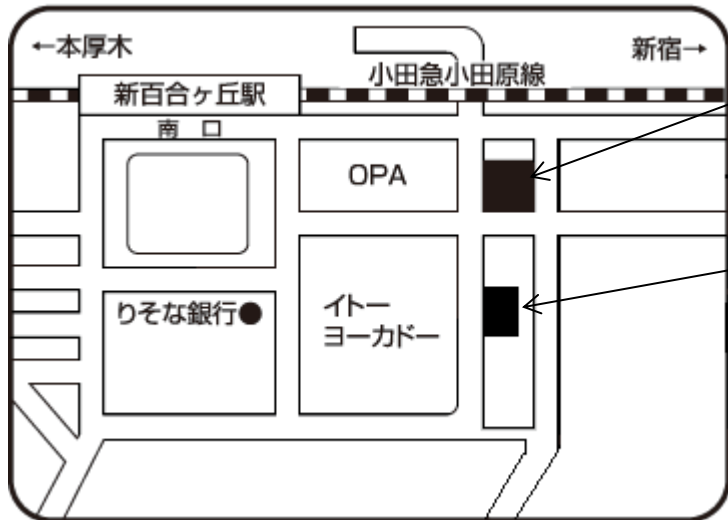 ←本厚木
新宿→
小田急小田原線
新百合ヶ丘駅
南 口
OPA
りそな銀行●
イトー
ヨーカドー